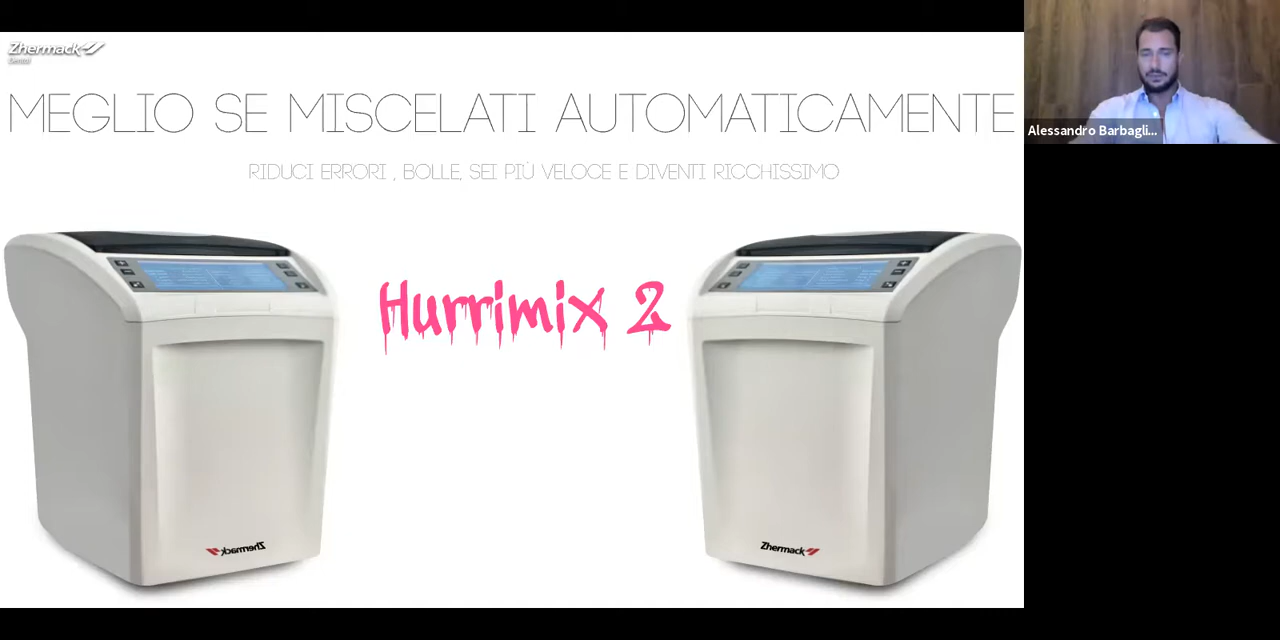 Zhermack
Dental
MEGLIO SE MISCELATI AUTOMATICAMENTE
RIDUCI ERRORI , BOLLE, SEI PIÙ VELOCE E DIVENTI RICCHISSIMO
Hurrimix 2
Zhermack
Zhermack
Alessandro Barbagli...